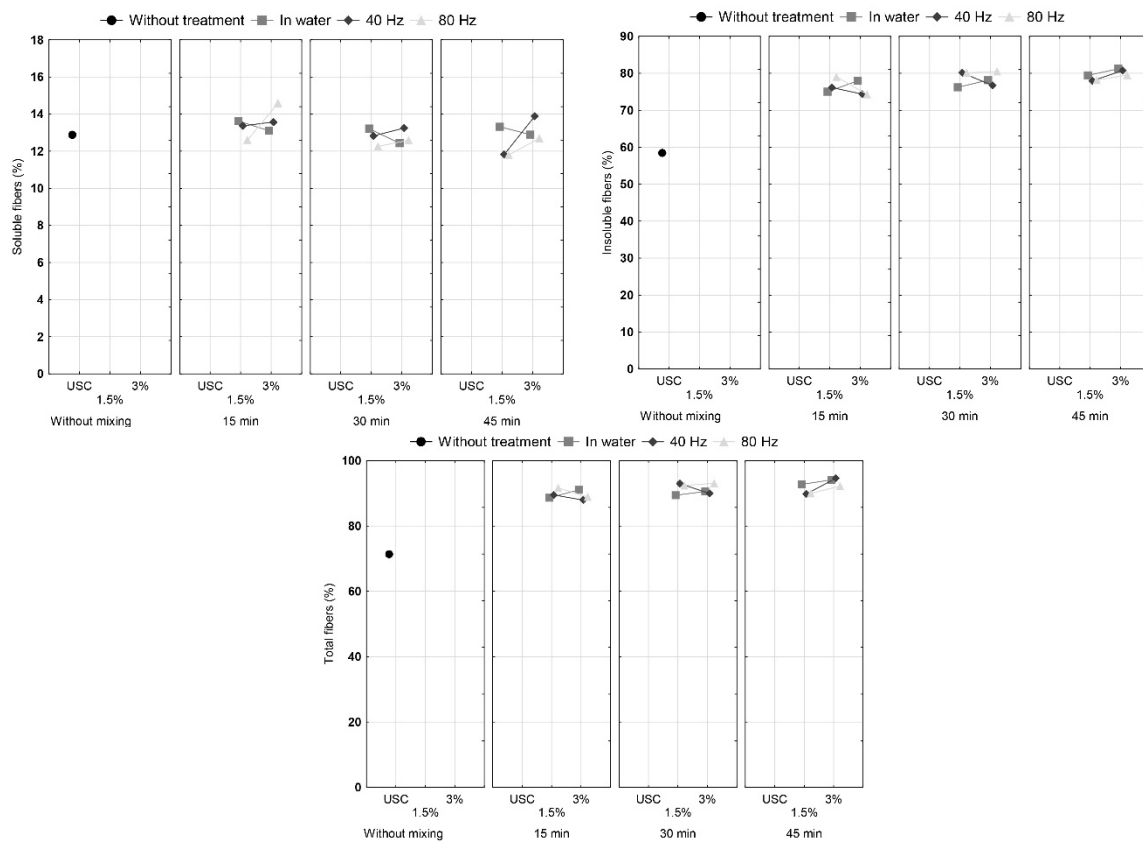 Without treatment In water 40 Hz 80 Hz
Soluble fibers (%)
18
16
14
12
10
8
6
4
2
0
USC 3% USC 3% USC 3% USC 3%
1.5% 1.5% 1.5% 1.5%
Without mixing 15 min 30 min 45 min
Without treatment In water 40 Hz 80 Hz
Insoluble fibers (%)
90
80
70
60
50
40
30
20
10
0
USC 3% USC 3% USC 3% USC 3%
1.5% 1.5% 1.5% 1.5%
Without mixing 15 min 30 min 45 min
Without treatment In water 40 Hz 80 Hz
Total fibers (%)
100
80
60
40
20
0
USC 3% USC 3% USC 3% USC 3%
1.5% 1.5% 1.5% 1.5%
Without mixing 15 min 30 min 45 min